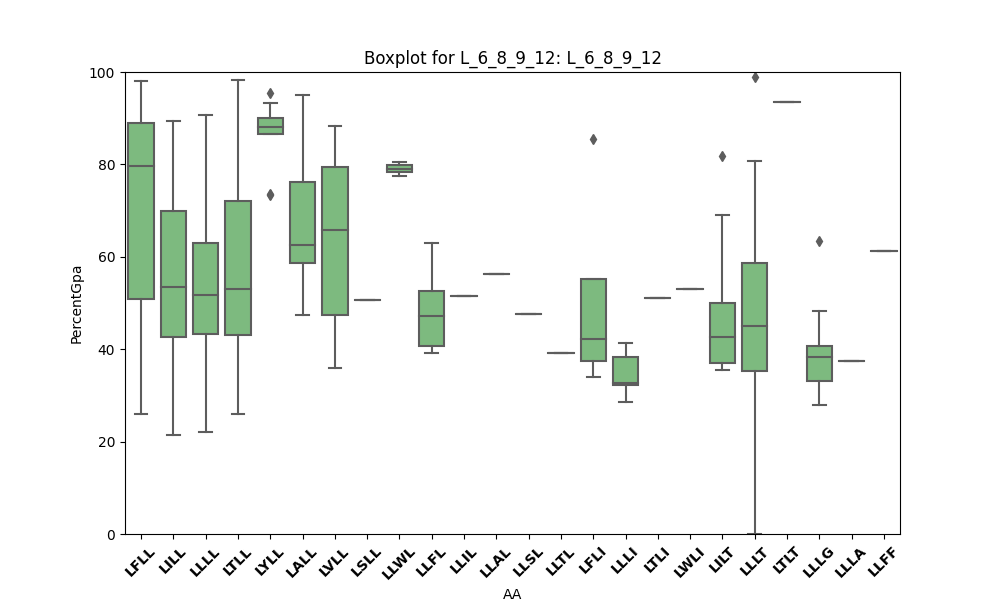 Boxplot for L_6_8_9_12: L_6_8_9_12
PercentGpa
100
80
60
40
20
0
LFLL LILL LLLL LTLL LYLL LALL LVLL LSLL LLWL LLFL LLIL LLAL LLSL LLTL LFLI LLLI LTLI LWLI LILT LLLT LTLT LLLG LLLA LLFF
AA